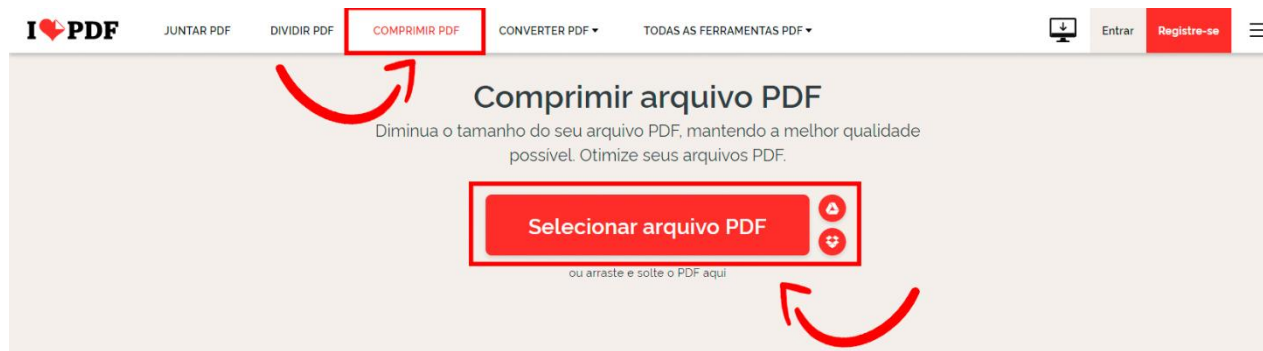 I PDF
JUNTAR PDF
DIVIDIR PDF
COMPRIMIR PDF
CONVERTER PDF
TODAS AS FERRAMENTAS PDF
Entrar
Registre-se
Comprimir arquivo PDF
Diminua o tamanho do seu arquivo PDF, mantendo a melhor qualidade
possível. Otimize seus arquivos PDF.
Selecionar arquivo PDF
ou arraste e solte o PDF aqui